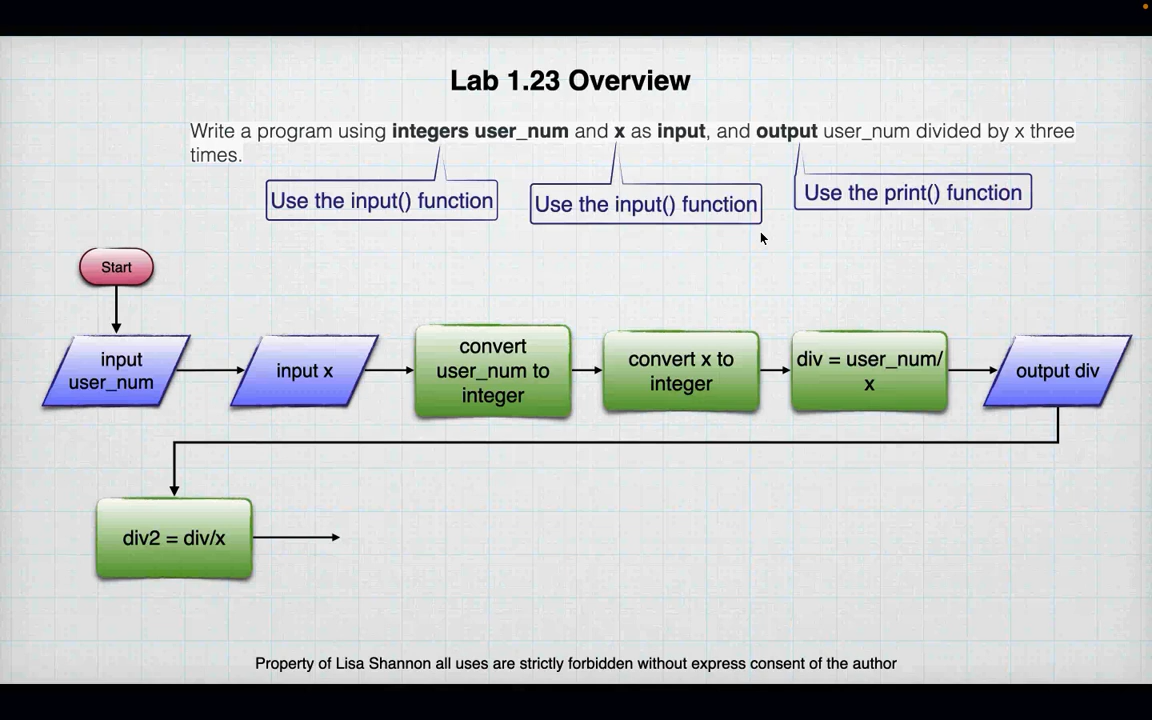 Lab 1.23 Overview
Write a program using integers user_num and x as input, and output user_num divided by x three
times.
Use the input() function
Use the input() function
Use the print() function
Start
input
user_num
input x
convert
user_num to
integer
convert x to
integer
div = user_num/
x
output div
div2 = div/x
Property of Lisa Shannon all uses are strictly forbidden without express consent of the author